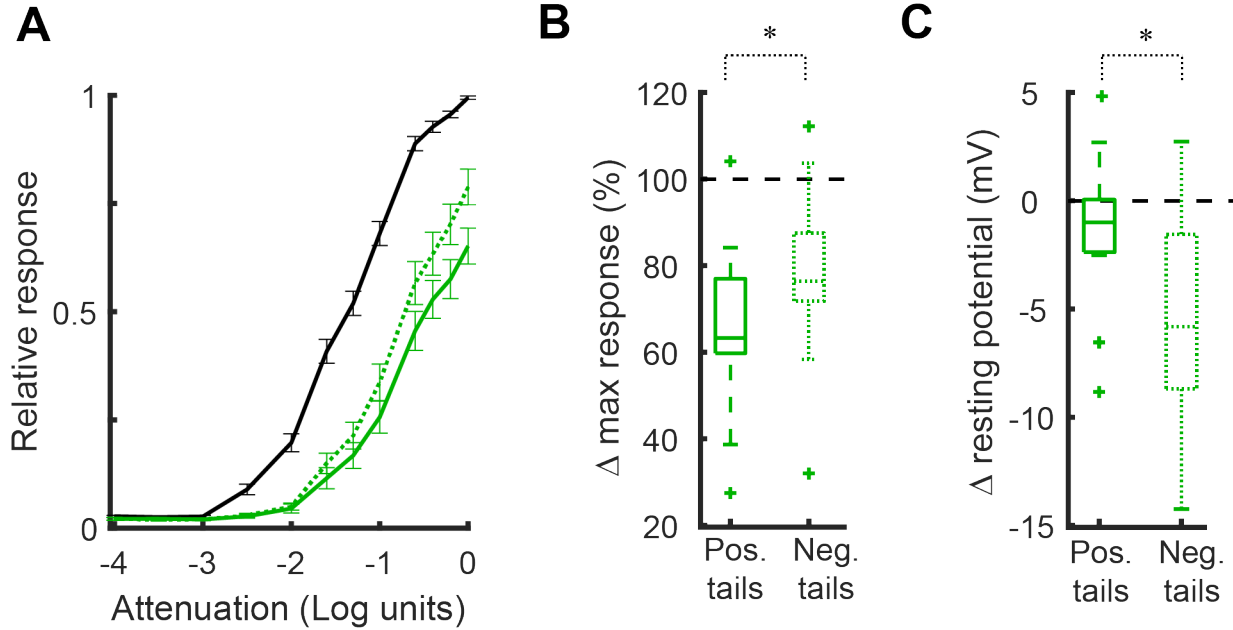 A
Relative response
1
0.5
0
-4 -3 -2 -1 0
Attenuation (Log units)
B
*
Δ max response (%)
120
100
80
60
40
20
Pos. Neg.
tails tails
C
*
Δ resting potential (mV)
5
0
-5
-10
-15
Pos. Neg.
tails tails